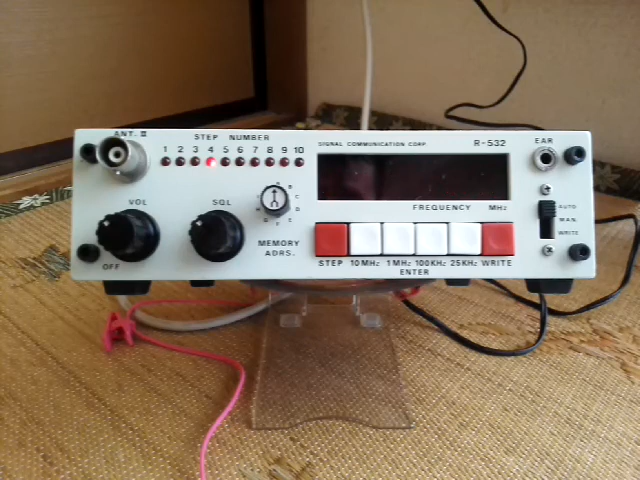 ANT. II
STEP NUMBER
1 2 3 4 5 6 7 8 9 10
SIGNAL COMMUNICATION CORP
R-532
EAR
VOL
SQL
OFF
MEMORY
ADRS.
FREQUENCY MHz
STEP 10MHz 1MHz 100KHz 25KHz WRITE
ENTER
AUTO
MAN.
WRITE